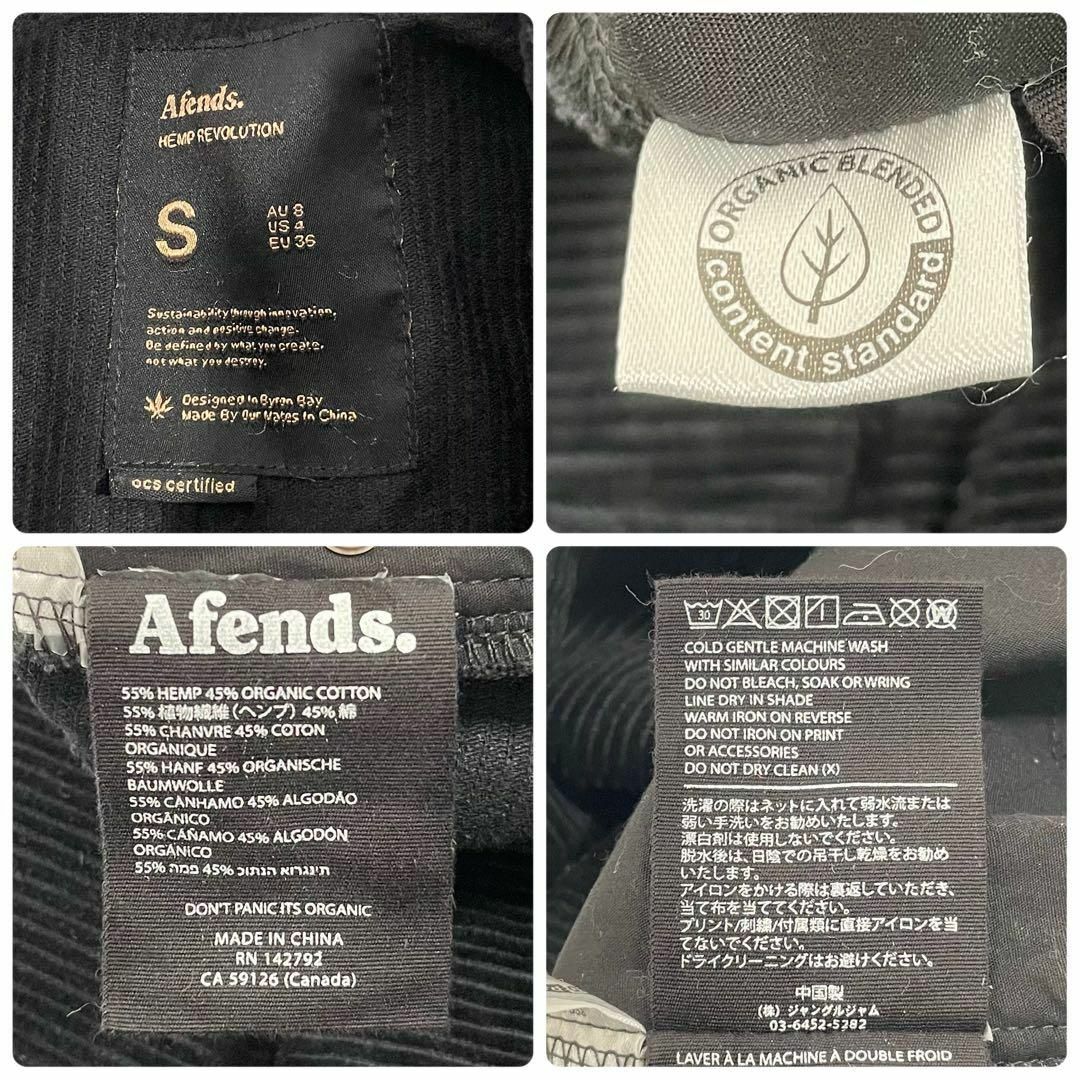 Afends.
HEMP REVOLUTION
S
AU 8
US 4
EU 36
Sustainability through innovation,
action and positive change.
Be defined by what you create,
not what you destroy.
Designed In Byron Bay
Made By Our Mates In China
ocs certified
ORGANIC BLENDED
content standard
Afends.
55% HEMP 45% ORGANIC COTTON
55% 植物繊維(ヘンプ) 45% 綿
55% CHANVRE 45% COTON
ORGANIQUE
55% HANF 45% ORGANISCHE
BAUMWOLLE
55% CÂNHAMO 45% ALGODÃO
ORGÂNICO
55% CÁÑAMO 45% ALGODÓN
ORGÁNICO
55% פמה 45% תינגרוא הנתוכ
DON'T PANIC ITS ORGANIC
MADE IN CHINA
RN 142792
CA 59126 (Canada)
30
W
COLD GENTLE MACHINE WASH
WITH SIMILAR COLOURS
DO NOT BLEACH, SOAK OR WRING
LINE DRY IN SHADE
WARM IRON ON REVERSE
DO NOT IRON ON PRINT
OR ACCESSORIES
DO NOT DRY CLEAN (X)
洗濯の際はネットに入れて弱水流または
弱い手洗いをお勧めいたします。
漂白剤は使用しないでください。
脱水後は、日陰での吊干し乾燥をお勧め
いたします。
アイロンをかける際は裏返していただき、
当て布を当ててください。
プリント/刺繍/付属類に直接アイロンを当
てないでください。
ドライクリーニングはお避けください。
中国製
(株) ジャングルジャム
03-6452-5282
LAVER À LA MACHINE À DOUBLE FROID